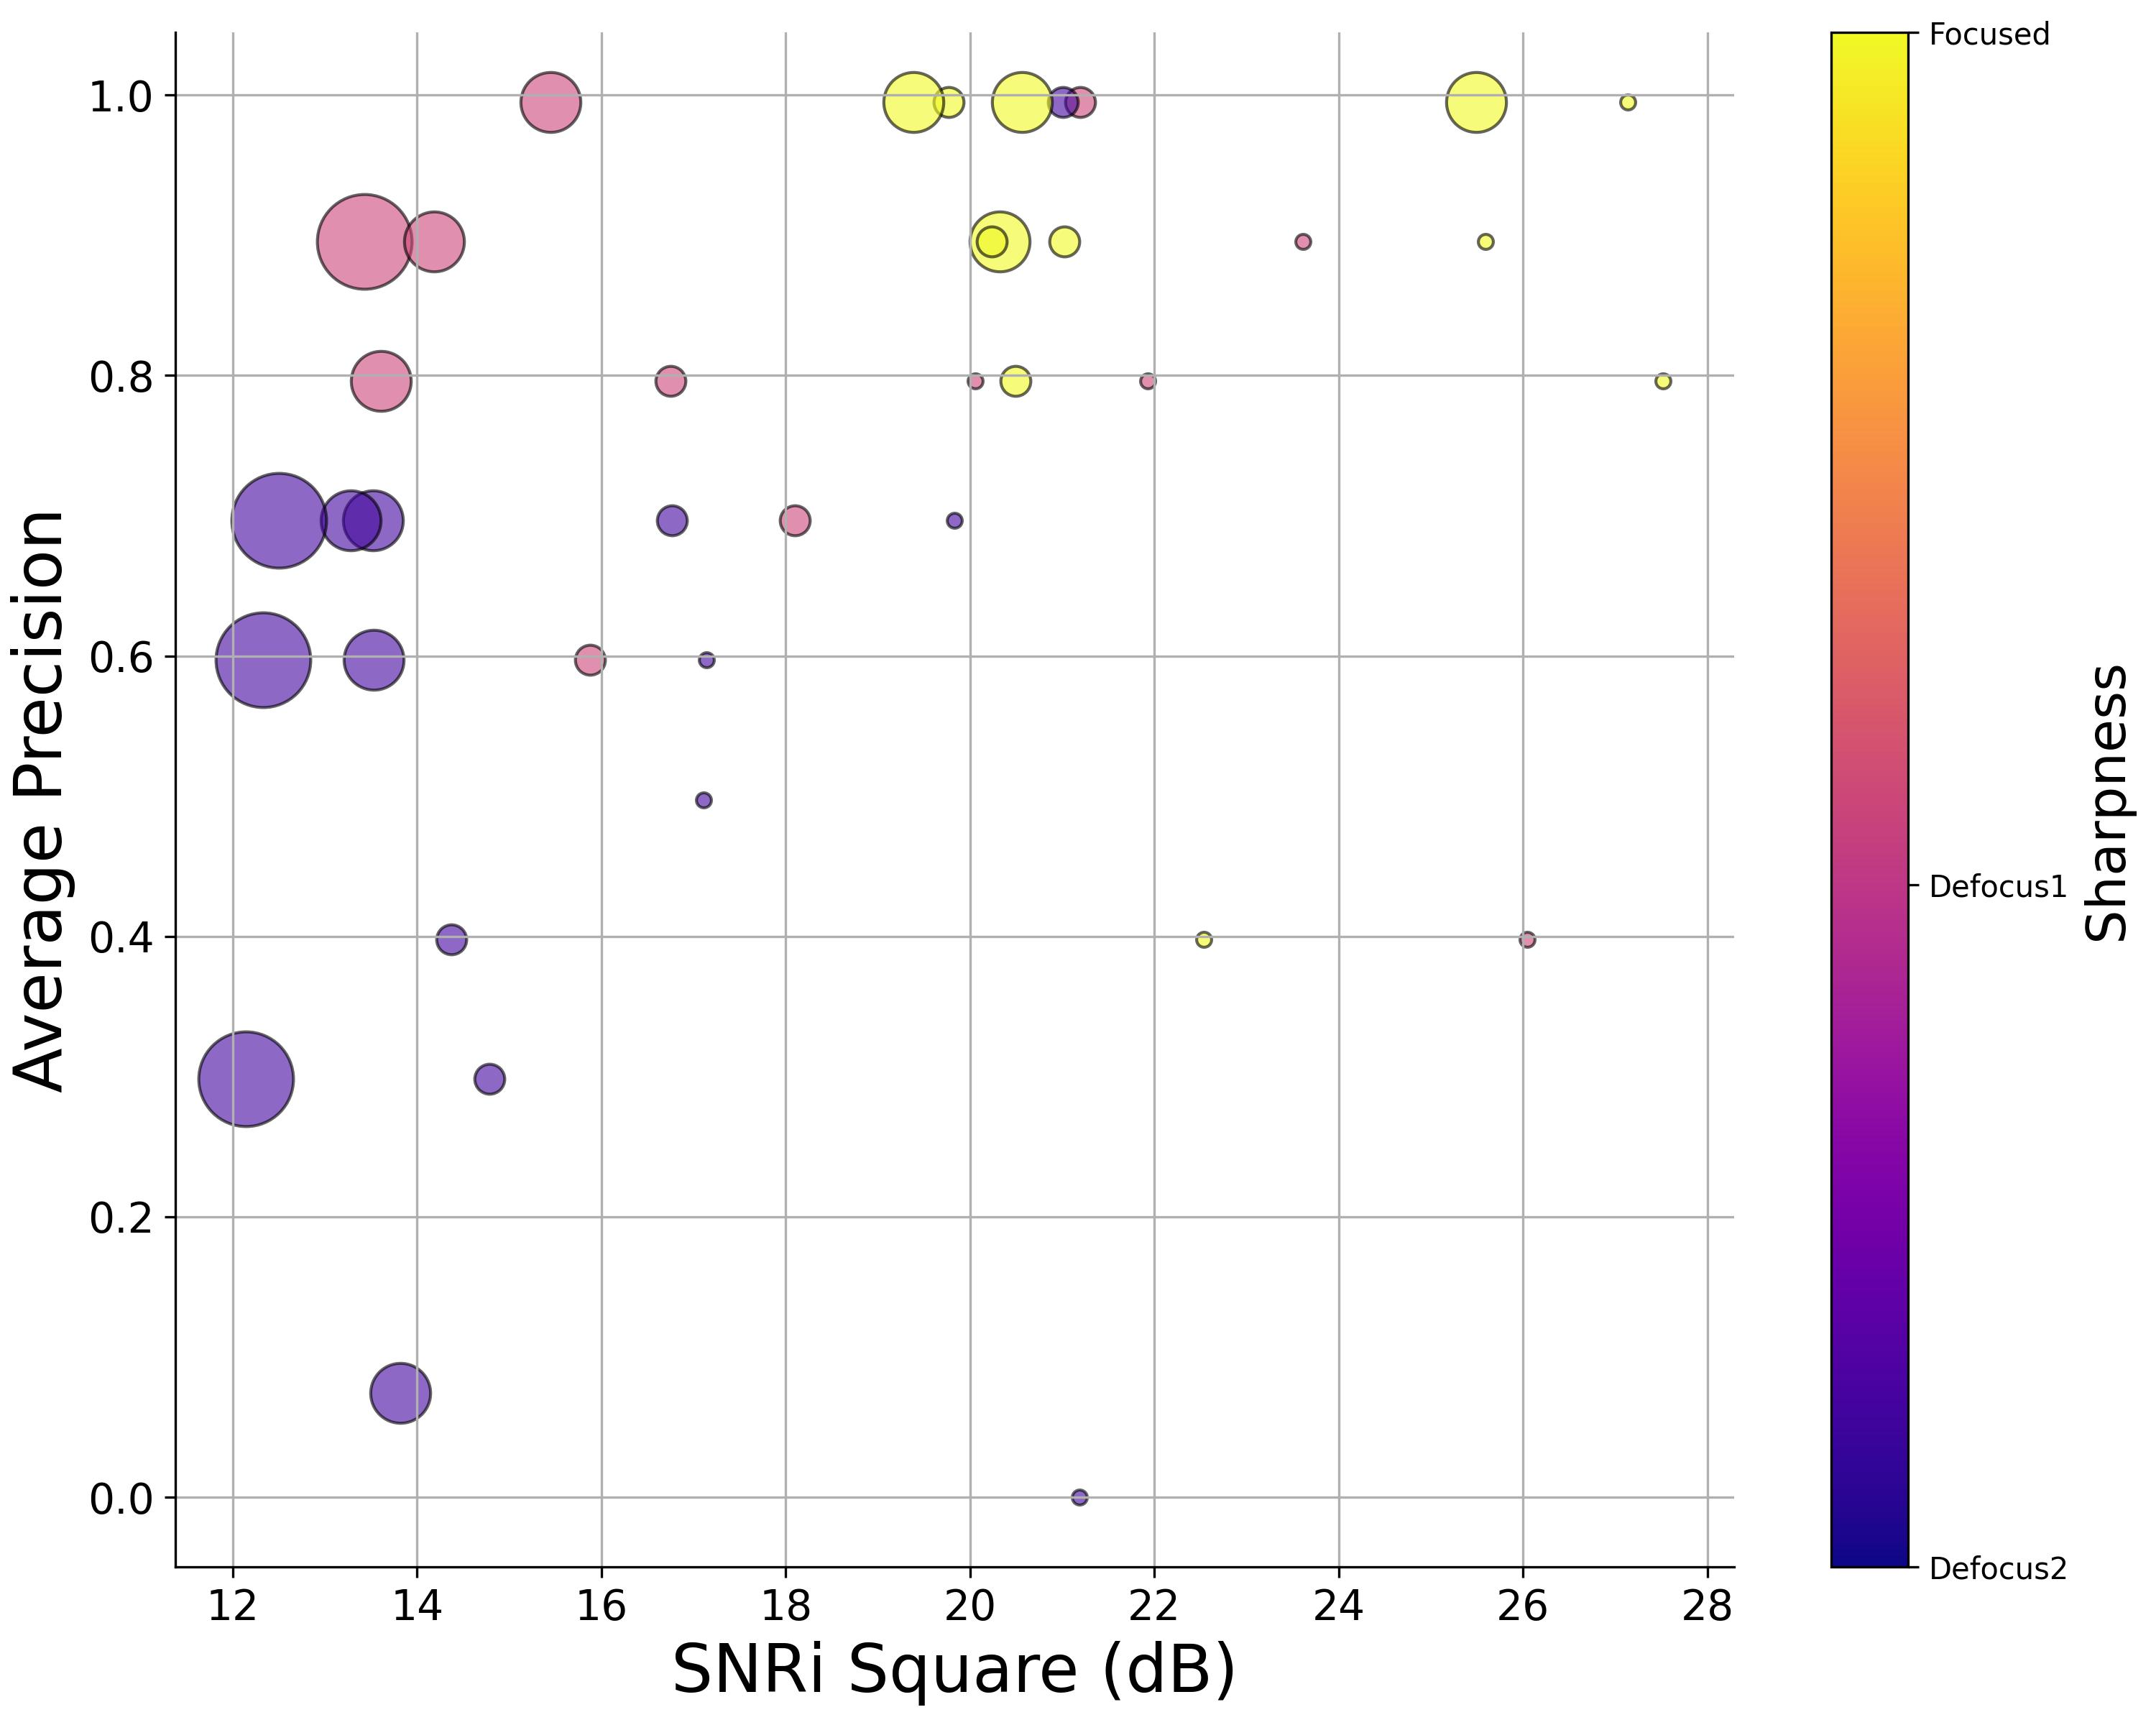 Average Precision
1.0
0.8
0.6
0.4
0.2
0.0
12 14 16 18 20 22 24 26 28
SNRi Square (dB)
Focused
Defocus1
Defocus2
Sharpness